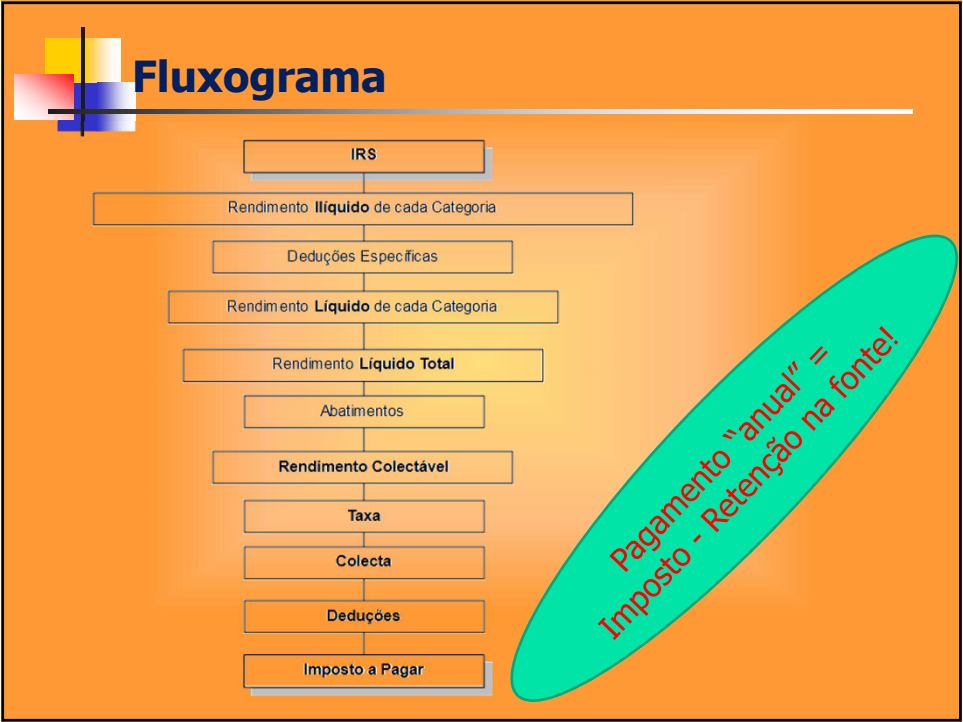 Fluxograma
IRS
Rendimento Ilíquido de cada Categoria
Deduções Específicas
Rendimento Líquido de cada Categoria
Rendimento Líquido Total
Abatimentos
Rendimento Colectável
Taxa
Colecta
Deduções
Imposto a Pagar
Pagamento “anual” =
Imposto - Retenção na fonte!